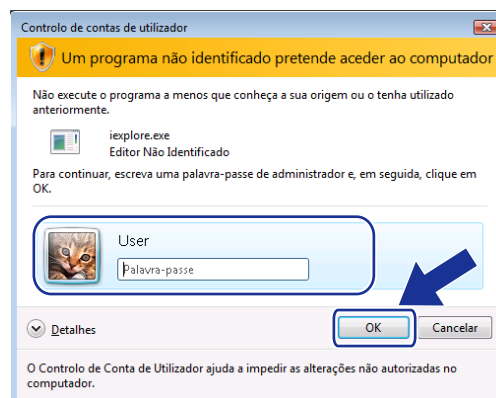 Controlo de contas de utilizador
Um programa não identificado pretende aceder ao computador
Não execute o programa a menos que conheça a sua origem ou o tenha utilizado
anteriormente.
iexplore.exe
Editor Não Identificado
Para continuar, escreva uma palavra-passe de administrador e, em seguida, clique em
OK.
User
Palavra-passe
Detalhes
OK
Cancelar
O Controlo de Conta de Utilizador ajuda a impedir as alterações não autorizadas no
computador.